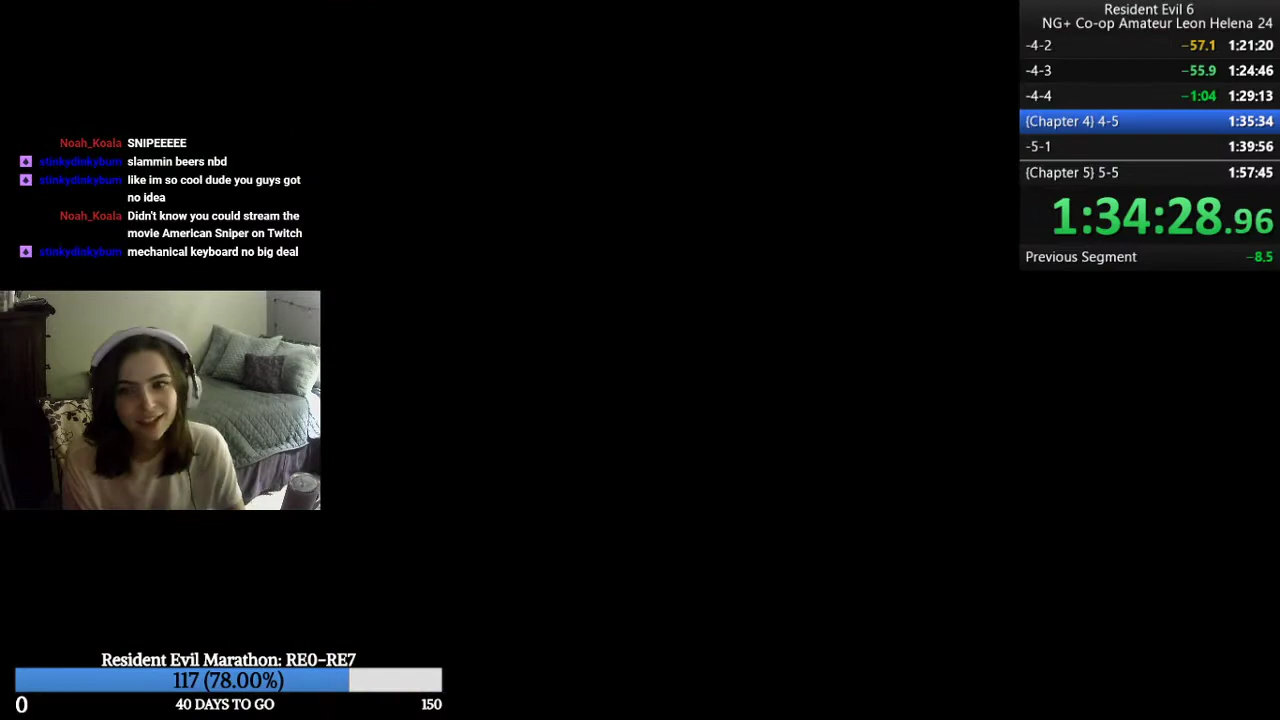 Resident Evil 6
NG+ Co-op Amateur Leon Helena 24
-4-2 −57.1 1:21:20
-4-3 −55.9 1:24:46
-4-4 −1:04 1:29:13
{Chapter 4} 4-5 1:35:34
-5-1 1:39:56
{Chapter 5} 5-5 1:57:45
1:34:28.96
Previous Segment −8.5
Noah_Koala SNIPEEEEE
stinkydinkybum slammin beers nbd
stinkydinkybum like im so cool dude you guys got
no idea
Noah_Koala Didn't know you could stream the
movie American Sniper on Twitch
stinkydinkybum mechanical keyboard no big deal
Resident Evil Marathon: RE0-RE7
117 (78.00%)
0 40 DAYS TO GO 150